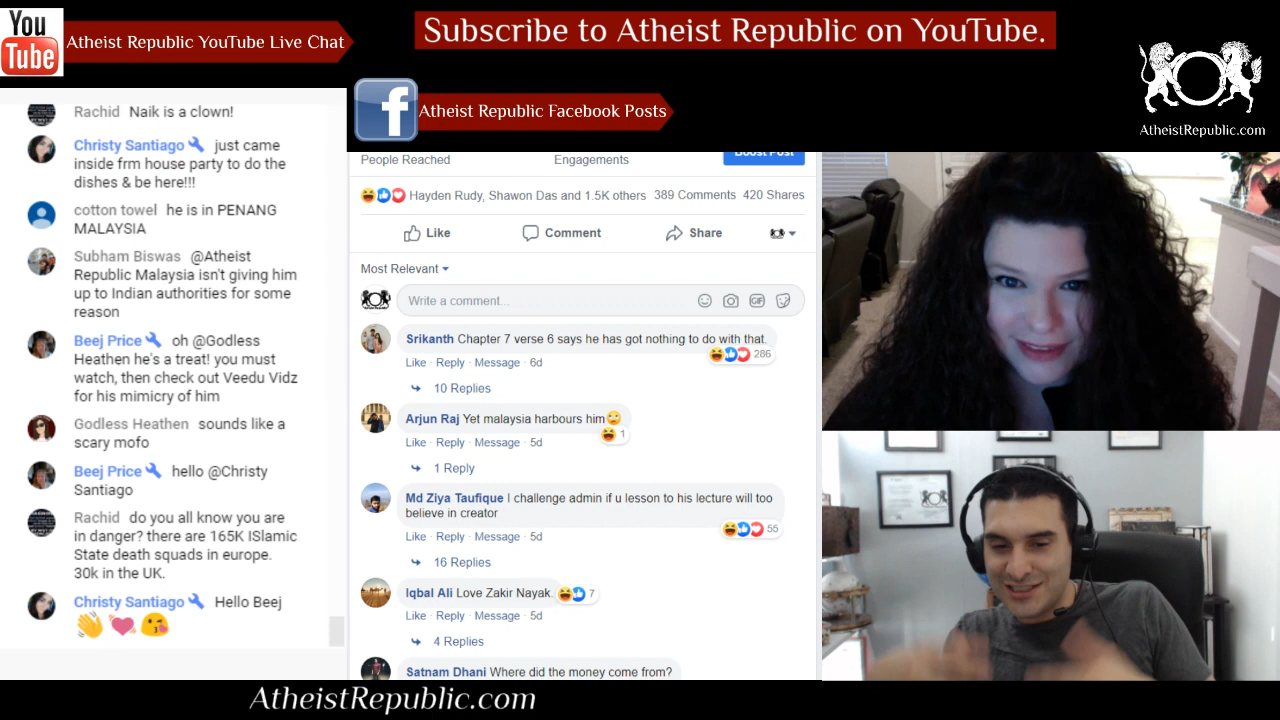 You
Tube
Atheist Republic YouTube Live Chat
Subscribe to Atheist Republic on YouTube.
AtheistRepublic.com
Atheist Republic Facebook Posts
Rachid Naik is a clown!
Christy Santiago just came
inside frm house party to do the
dishes & be here!!!
cotton towel he is in PENANG
MALAYSIA
Subham Biswas @Atheist
Republic Malaysia isn't giving him
up to Indian authorities for some
reason
Beej Price oh @Godless
Heathen he's a treat! you must
watch, then check out Veedu Vidz
for his mimicry of him
Godless Heathen sounds like a
scary mofo
Beej Price hello @Christy
Santiago
Rachid do you all know you are
in danger? there are 165K ISlamic
State death squads in europe.
30k in the UK.
Christy Santiago Hello Beej
👋💘😘
People Reached Engagements Boost Post
Hayden Rudy, Shawon Das and 1.5K others 389 Comments 420 Shares
Like Comment Share
Most Relevant
Write a comment... GIF
Srikanth Chapter 7 verse 6 says he has got nothing to do with that.
286
Like · Reply · Message · 6d
10 Replies
Arjun Raj Yet malaysia harbours him🙄
1
Like · Reply · Message · 5d
1 Reply
Md Ziya Taufique I challenge admin if u lesson to his lecture will too
believe in creator
55
Like · Reply · Message · 5d
16 Replies
Iqbal Ali Love Zakir Nayak. 7
Like · Reply · Message · 5d
4 Replies
Satnam Dhani Where did the money come from?
AtheistRepublic.com